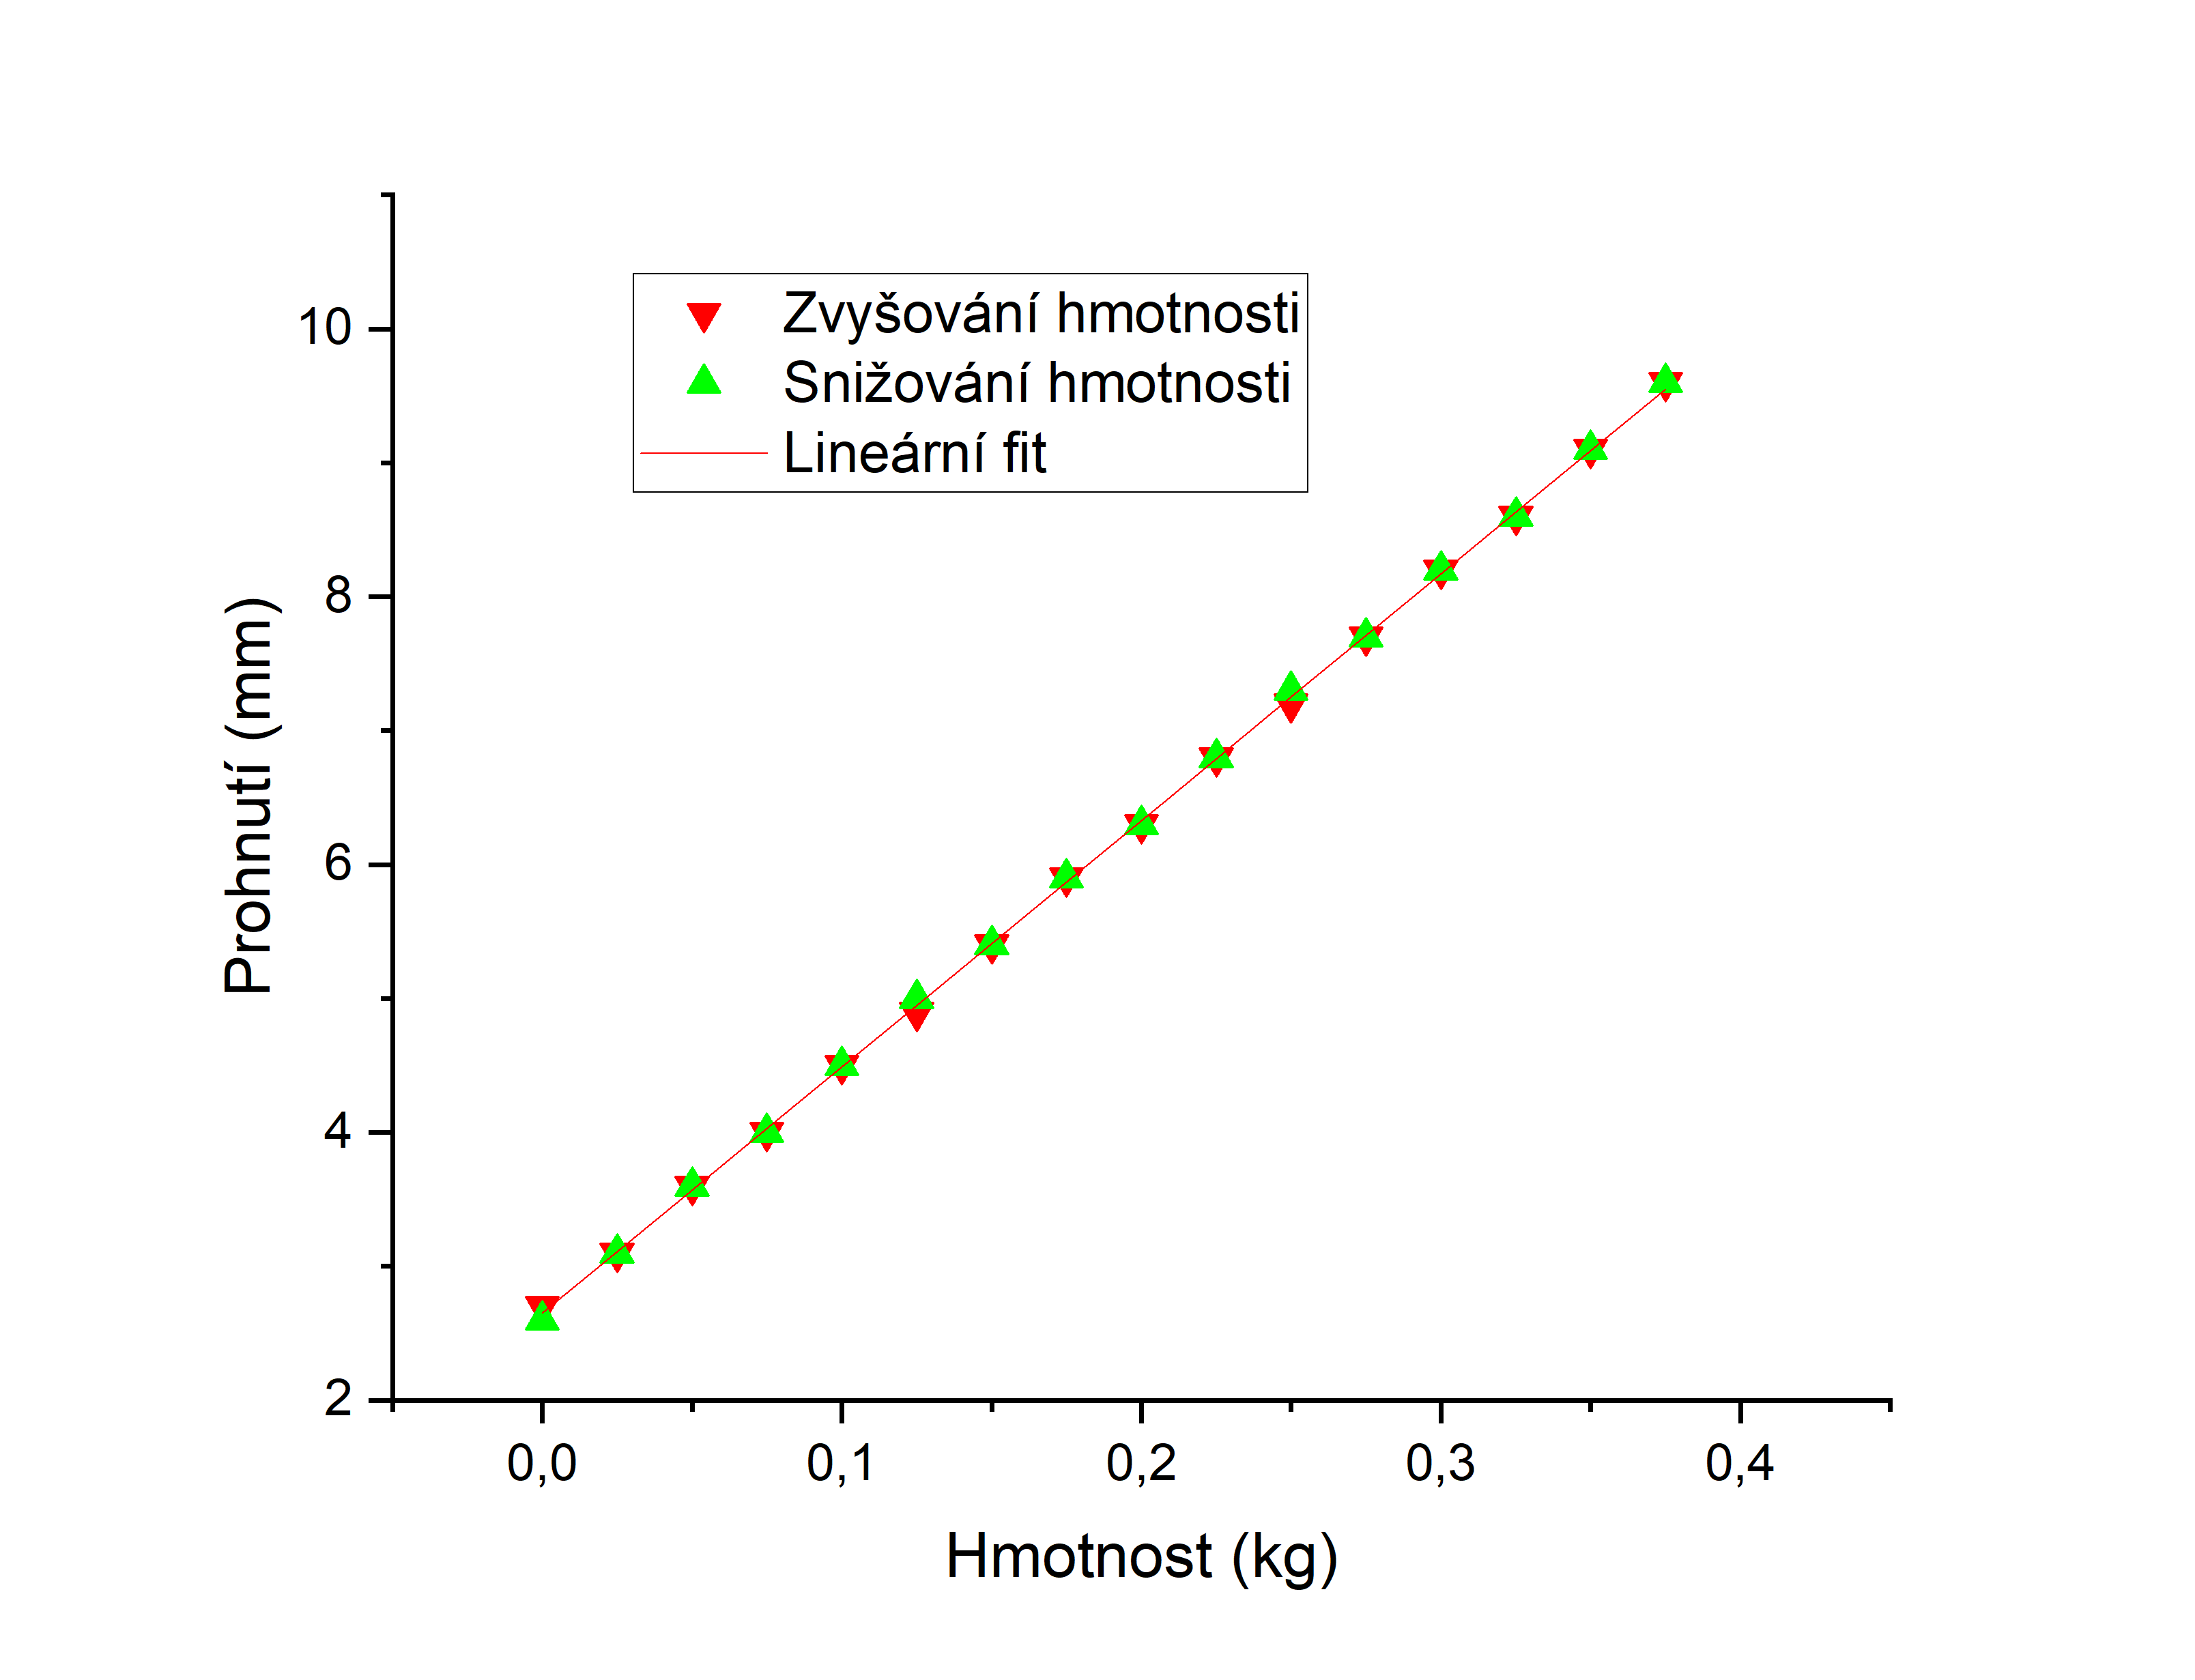 Zvyšování hmotnosti
Snižování hmotnosti
Lineární fit
10
8
6
4
2
Prohnutí (mm)
0,0 0,1 0,2 0,3 0,4
Hmotnost (kg)